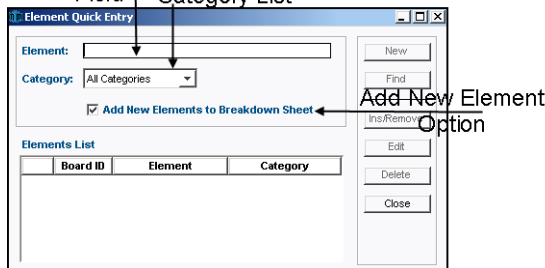 Category List
Element Quick Entry
Element:
New
Category: All Categories
Find
Add New Elements to Breakdown Sheet
Add New Element Option
Ins/Remove
Elements List
Edit
Board ID Element Category
Delete
Close